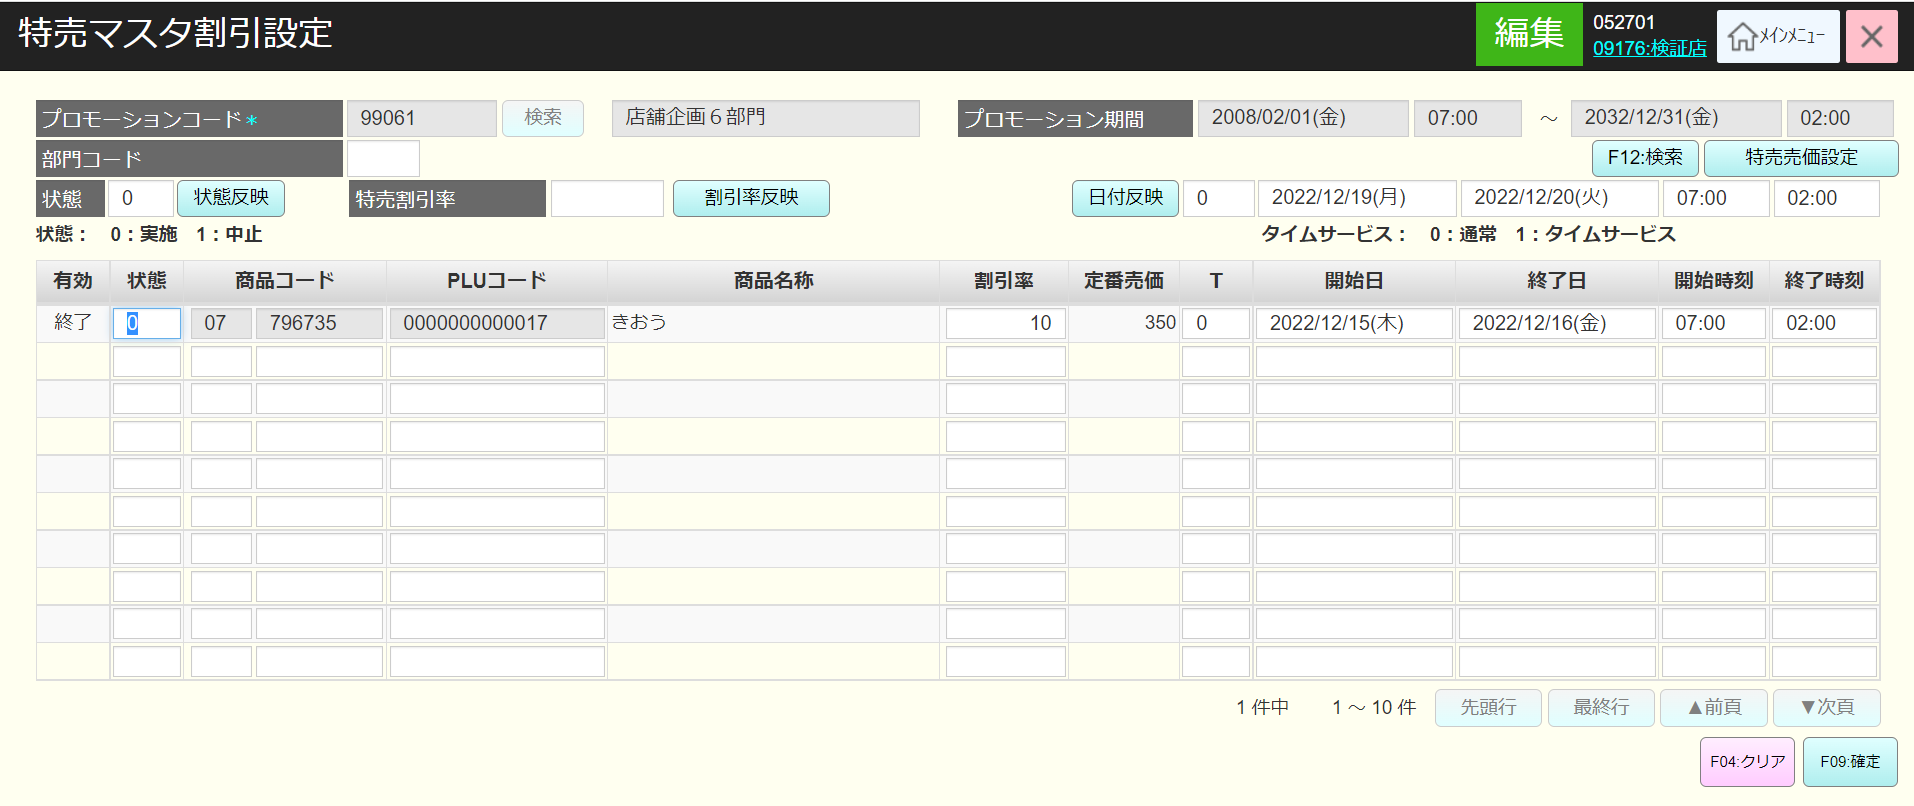 特売マスタ割引設定 編集 052701 09176:検証店 メインメニュー ×
プロモーションコード* 99061 検索 店舗企画６部門 プロモーション期間 2008/02/01(金) 07:00 ～ 2032/12/31(金) 02:00
部門コード F12:検索 特売売価設定
状態 0 状態反映 特売割引率 割引率反映 日付反映 0 2022/12/19(月) 2022/12/20(火) 07:00 02:00
状態： 0：実施 1：中止 タイムサービス： 0：通常 1：タイムサービス
有効 状態 商品コード PLUコード 商品名称 割引率 定番売価 T 開始日 終了日 開始時刻 終了時刻
終了 0 07 796735 0000000000017 きおう 10 350 0 2022/12/15(木) 2022/12/16(金) 07:00 02:00
1 件中 1 ～ 10 件 先頭行 最終行 ▲前頁 ▼次頁
F04:クリア F09:確定